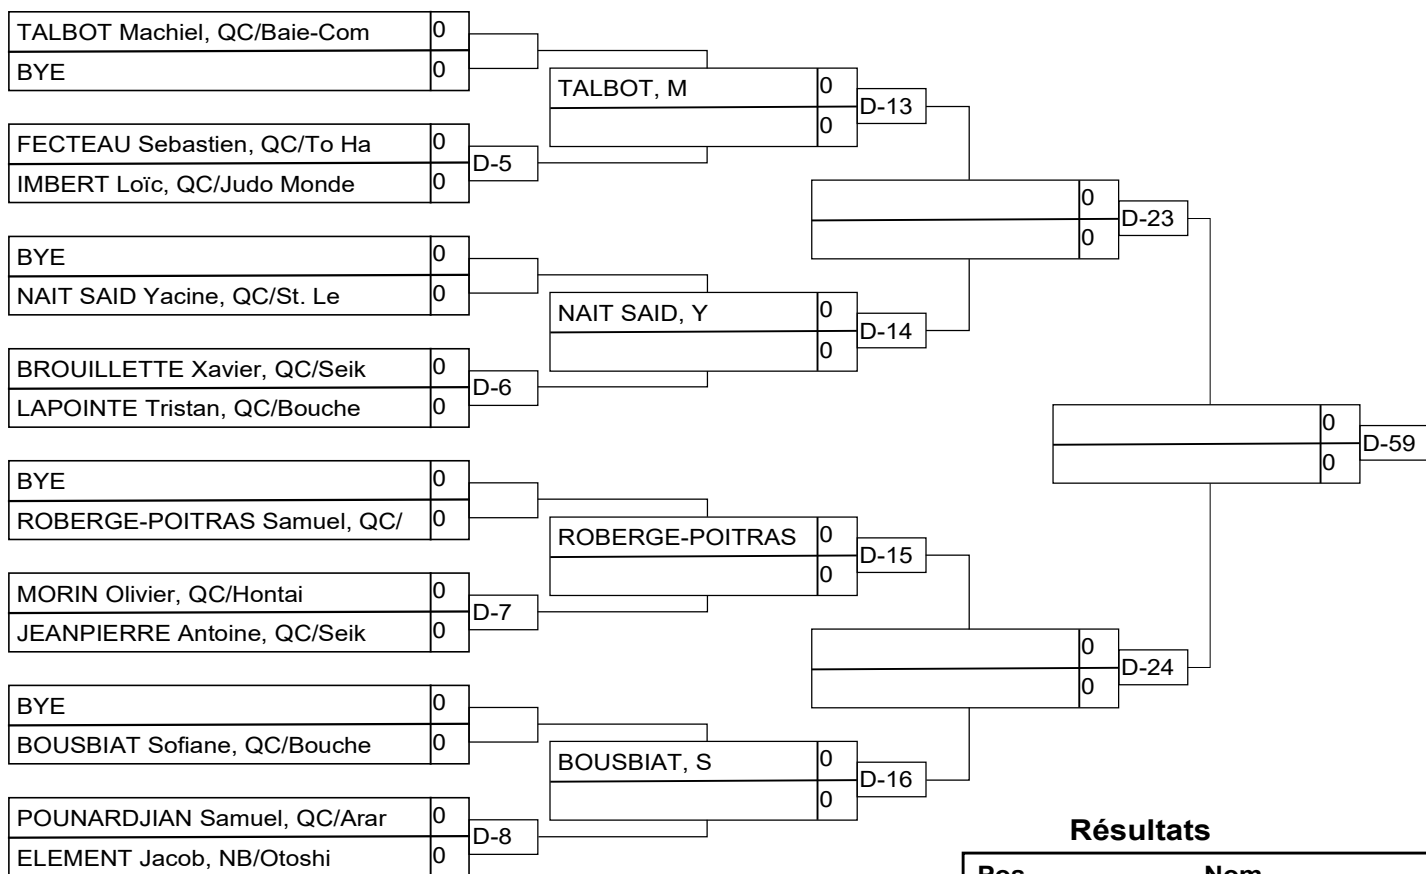 TALBOT Machiel, QC/Baie-Com 0
BYE 0
FECTEAU Sebastien, QC/To Ha 0
IMBERT Loïc, QC/Judo Monde 0
D-5
BYE 0
NAIT SAID Yacine, QC/St. Le 0
BROUILLETTE Xavier, QC/Seik 0
LAPOINTE Tristan, QC/Bouche 0
D-6
BYE 0
ROBERGE-POITRAS Samuel, QC/ 0
MORIN Olivier, QC/Hontai 0
JEANPIERRE Antoine, QC/Seik 0
D-7
BYE 0
BOUSBIAT Sofiane, QC/Bouche 0
POUNARDJIAN Samuel, QC/Arar 0
ELEMENT Jacob, NB/Otoshi 0
D-8
TALBOT, M 0
0
D-13
NAIT SAID, Y 0
0
D-14
ROBERGE-POITRAS 0
0
D-15
BOUSBIAT, S 0
0
D-16
0
0
D-23
0
0
D-24
0
0
D-59
Résultats
Pos Nom